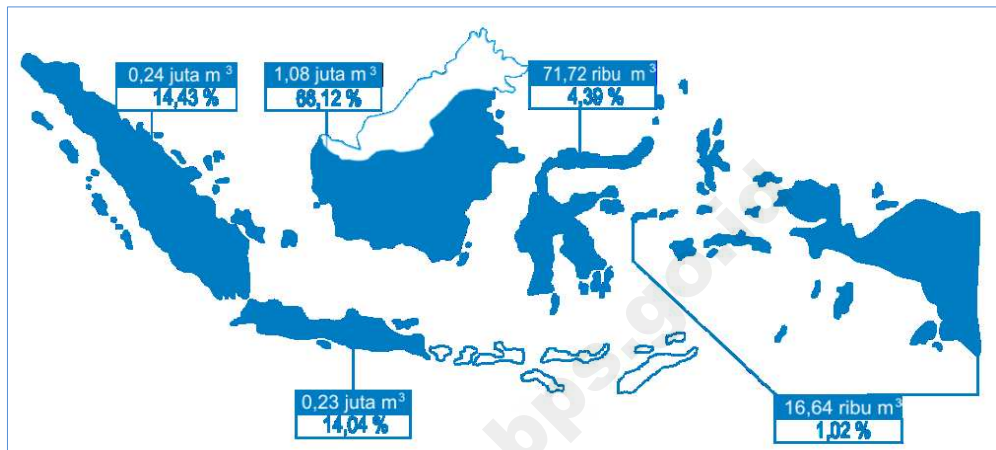 0,24 juta m³
14,43 %
1,08 juta m³
66,12 %
71,72 ribu m³
4,39 %
0,23 juta m³
14,04 %
16,64 ribu m³
1,02 %
bps.go.id